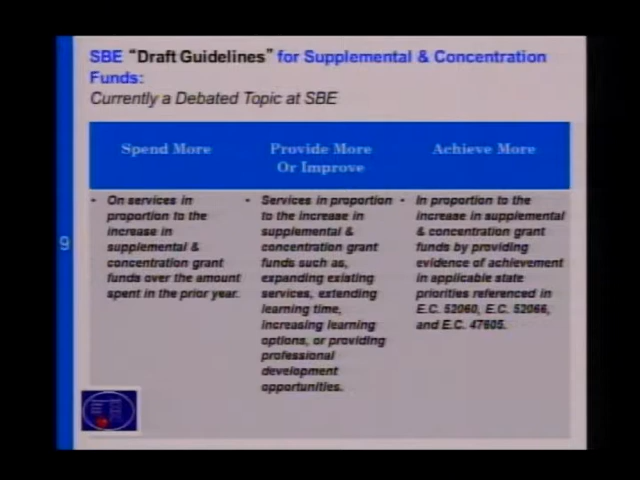 SBE “Draft Guidelines” for Supplemental & Concentration
Funds:
Currently a Debated Topic at SBE
Spend More
Provide More
Or Improve
Achieve More
• On services in
proportion to the
increase in
supplemental &
concentration grant
funds over the amount
spent in the prior year.
• Services in proportion
to the increase in
supplemental &
concentration grant
funds such as,
expanding existing
services, extending
learning time,
increasing learning
options, or providing
professional
development
opportunities.
• In proportion to the
increase in supplemental
& concentration grant
funds by providing
evidence of achievement
in applicable state
priorities referenced in
E.C. 52060, E.C. 52066,
and E.C. 47605.
9